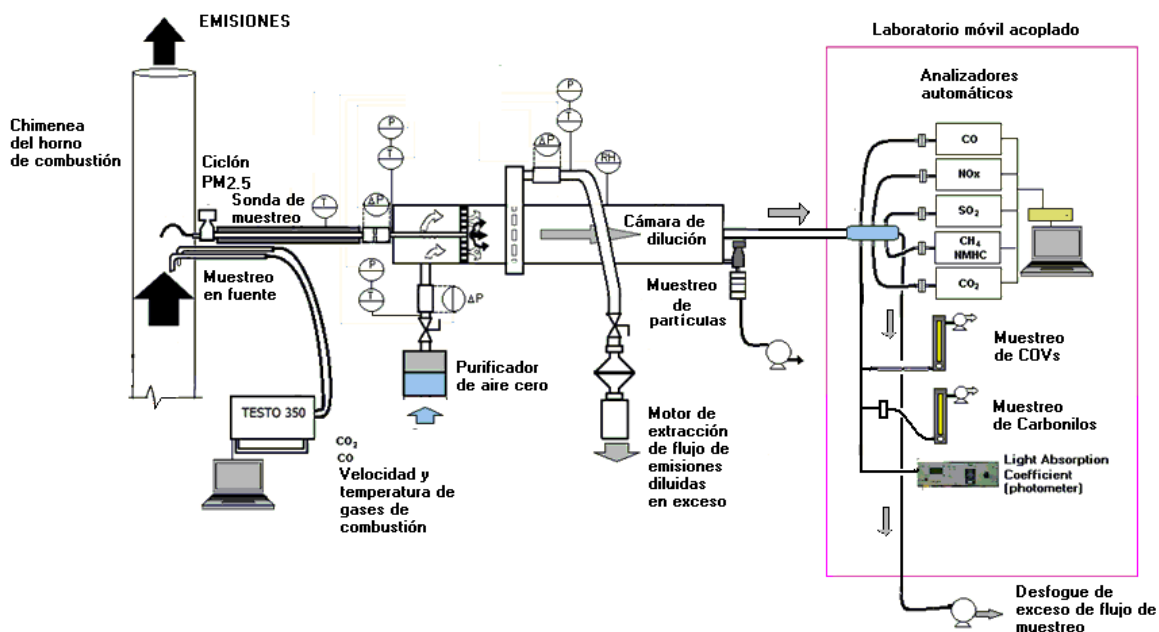 EMISIONES
Laboratorio móvil acoplado
Analizadores
automáticos
Chimenea
del horno
de combustión
Ciclón
PM2.5
Sonda de
muestreo
T
ΔP
P
T
ΔP
P
T
RH
CO
NOx
SO2
CH4
NMHC
CO2
Cámara de
dilución
Muestreo
en fuente
P
T
ΔP
Muestreo
de
partículas
Purificador
de aire cero
Muestreo
de COVs
Muestreo
de Carbonilos
TESTO 350
CO2
CO
Velocidad y
temperatura de
gases de
combustión
Motor de
extracción
de flujo de
emisiones
diluidas
en exceso
Light Absorption
Coefficient
(photometer)
Desfogue de
exceso de flujo de
muestreo